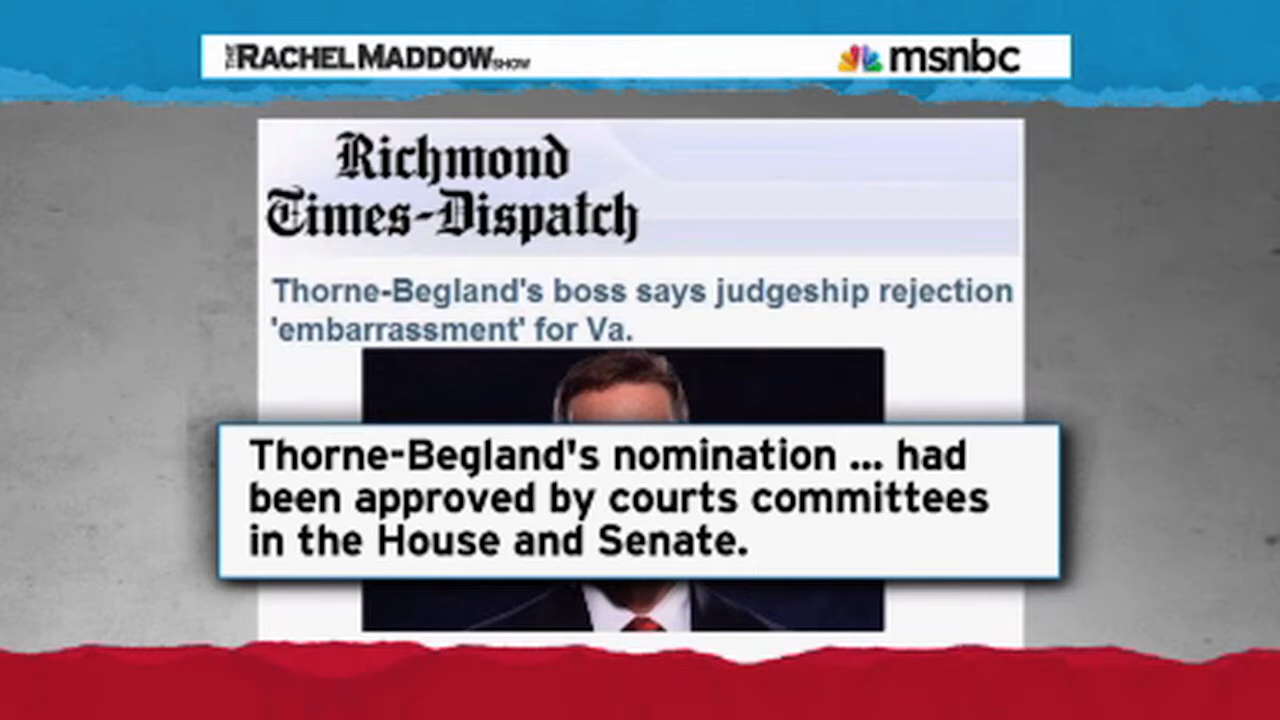 THE RACHEL MADDOW SHOW
msnbc
Richmond
Times-Dispatch
Thorne-Begland's boss says judgeship rejection
'embarrassment' for Va.
Thorne-Begland's nomination ... had
been approved by courts committees
in the House and Senate.